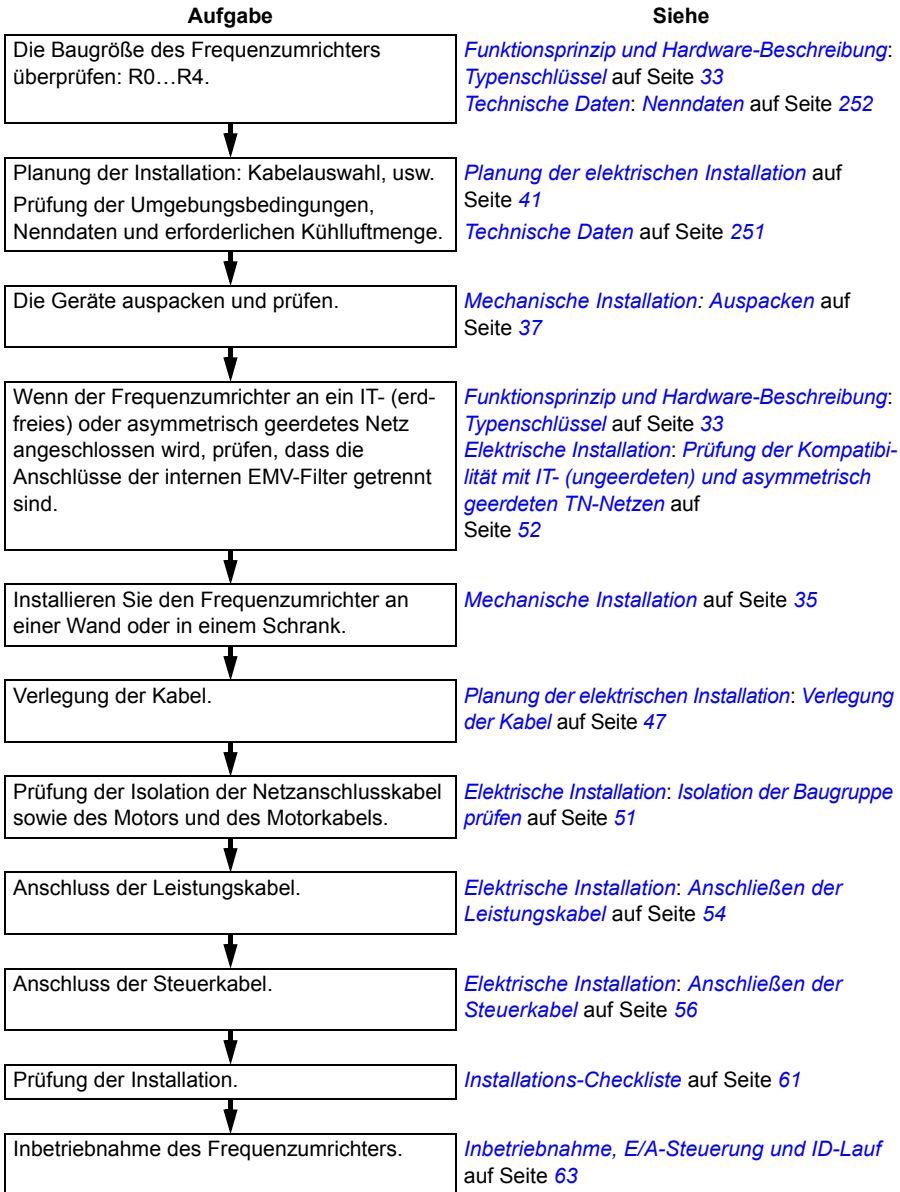 Aufgabe
Siehe
Die Baugröße des Frequenzumrichters
überprüfen: R0…R4.
Funktionsprinzip und Hardware-Beschreibung:
Typenschlüssel auf Seite 33
Technische Daten: Nenndaten auf Seite 252
Planung der Installation: Kabelauswahl, usw.
Prüfung der Umgebungsbedingungen,
Nenndaten und erforderlichen Kühlluftmenge.
Planung der elektrischen Installation auf
Seite 41
Technische Daten auf Seite 251
Die Geräte auspacken und prüfen.
Mechanische Installation: Auspacken auf
Seite 37
Wenn der Frequenzumrichter an ein IT- (erd-
freies) oder asymmetrisch geerdetes Netz
angeschlossen wird, prüfen, dass die
Anschlüsse der internen EMV-Filter getrennt
sind.
Funktionsprinzip und Hardware-Beschreibung:
Typenschlüssel auf Seite 33
Elektrische Installation: Prüfung der Kompatibi-
lität mit IT- (ungeerdeten) und asymmetrisch
geerdeten TN-Netzen auf
Seite 52
Installieren Sie den Frequenzumrichter an
einer Wand oder in einem Schrank.
Mechanische Installation auf Seite 35
Verlegung der Kabel.
Planung der elektrischen Installation: Verlegung
der Kabel auf Seite 47
Prüfung der Isolation der Netzanschlusskabel
sowie des Motors und des Motorkabels.
Elektrische Installation: Isolation der Baugruppe
prüfen auf Seite 51
Anschluss der Leistungskabel.
Elektrische Installation: Anschließen der
Leistungskabel auf Seite 54
Anschluss der Steuerkabel.
Elektrische Installation: Anschließen der
Steuerkabel auf Seite 56
Prüfung der Installation.
Installations-Checkliste auf Seite 61
Inbetriebnahme des Frequenzumrichters.
Inbetriebnahme, E/A-Steuerung und ID-Lauf
auf Seite 63